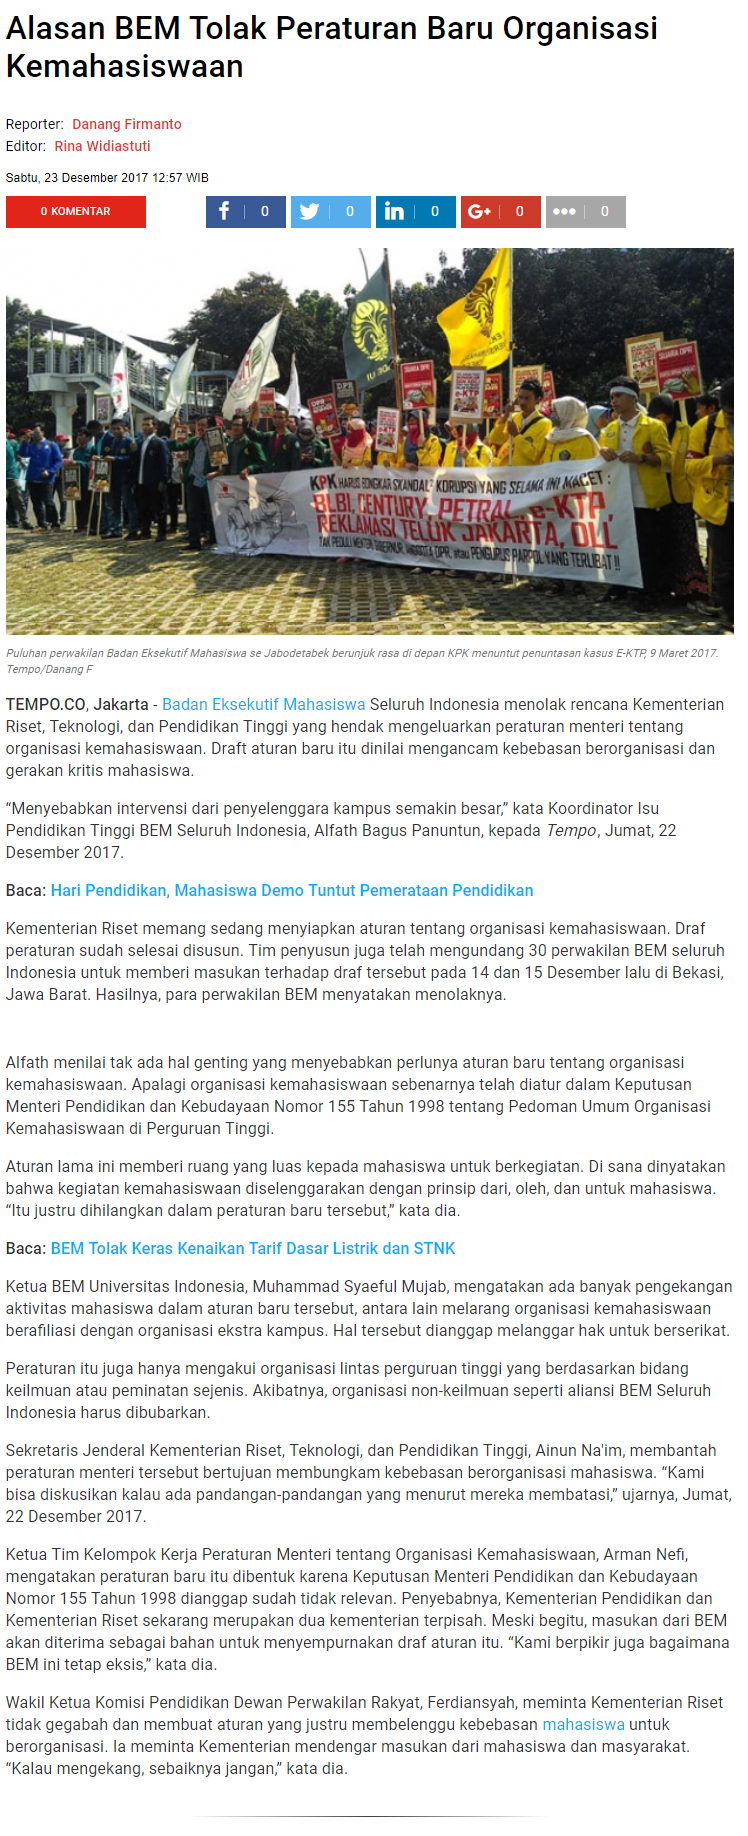 Alasan BEM Tolak Peraturan Baru Organisasi
Kemahasiswaan
Reporter: Danang Firmanto
Editor: Rina Widiastuti
Sabtu, 23 Desember 2017 12:57 WIB
0 KOMENTAR
0
0
0
0
0
SUARA DPR
DPR
e-KTP
SUARA DPR
KPK HARUS BONGKAR SKANDAL² KORUPSI YANG SELAMA INI MACET :
BLBI, CENTURY, PETRAL, e-KTP,
REKLAMASI TELUK JAKARTA, DLL
TAK PEDULI MENTERI, GUBERNUR, ANGGOTA DPR, atau PENGURUS PARPOL YANG TERLIBAT !!
Puluhan perwakilan Badan Eksekutif Mahasiswa se Jabodetabek berunjuk rasa di depan KPK menuntut penuntasan kasus E-KTP, 9 Maret 2017.
Tempo/Danang F
TEMPO.CO, Jakarta - Badan Eksekutif Mahasiswa Seluruh Indonesia menolak rencana Kementerian
Riset, Teknologi, dan Pendidikan Tinggi yang hendak mengeluarkan peraturan menteri tentang
organisasi kemahasiswaan. Draft aturan baru itu dinilai mengancam kebebasan berorganisasi dan
gerakan kritis mahasiswa.
“Menyebabkan intervensi dari penyelenggara kampus semakin besar,” kata Koordinator Isu
Pendidikan Tinggi BEM Seluruh Indonesia, Alfath Bagus Panuntun, kepada Tempo, Jumat, 22
Desember 2017.
Baca: Hari Pendidikan, Mahasiswa Demo Tuntut Pemerataan Pendidikan
Kementerian Riset memang sedang menyiapkan aturan tentang organisasi kemahasiswaan. Draf
peraturan sudah selesai disusun. Tim penyusun juga telah mengundang 30 perwakilan BEM seluruh
Indonesia untuk memberi masukan terhadap draf tersebut pada 14 dan 15 Desember lalu di Bekasi,
Jawa Barat. Hasilnya, para perwakilan BEM menyatakan menolaknya.
Alfath menilai tak ada hal genting yang menyebabkan perlunya aturan baru tentang organisasi
kemahasiswaan. Apalagi organisasi kemahasiswaan sebenarnya telah diatur dalam Keputusan
Menteri Pendidikan dan Kebudayaan Nomor 155 Tahun 1998 tentang Pedoman Umum Organisasi
Kemahasiswaan di Perguruan Tinggi.
Aturan lama ini memberi ruang yang luas kepada mahasiswa untuk berkegiatan. Di sana dinyatakan
bahwa kegiatan kemahasiswaan diselenggarakan dengan prinsip dari, oleh, dan untuk mahasiswa.
“Itu justru dihilangkan dalam peraturan baru tersebut,” kata dia.
Baca: BEM Tolak Keras Kenaikan Tarif Dasar Listrik dan STNK
Ketua BEM Universitas Indonesia, Muhammad Syaeful Mujab, mengatakan ada banyak pengekangan
aktivitas mahasiswa dalam aturan baru tersebut, antara lain melarang organisasi kemahasiswaan
berafiliasi dengan organisasi ekstra kampus. Hal tersebut dianggap melanggar hak untuk berserikat.
Peraturan itu juga hanya mengakui organisasi lintas perguruan tinggi yang berdasarkan bidang
keilmuan atau peminatan sejenis. Akibatnya, organisasi non-keilmuan seperti aliansi BEM Seluruh
Indonesia harus dibubarkan.
Sekretaris Jenderal Kementerian Riset, Teknologi, dan Pendidikan Tinggi, Ainun Na'im, membantah
peraturan menteri tersebut bertujuan membungkam kebebasan berorganisasi mahasiswa. “Kami
bisa diskusikan kalau ada pandangan-pandangan yang menurut mereka membatasi,” ujarnya, Jumat,
22 Desember 2017.
Ketua Tim Kelompok Kerja Peraturan Menteri tentang Organisasi Kemahasiswaan, Arman Nefi,
mengatakan peraturan baru itu dibentuk karena Keputusan Menteri Pendidikan dan Kebudayaan
Nomor 155 Tahun 1998 dianggap sudah tidak relevan. Penyebabnya, Kementerian Pendidikan dan
Kementerian Riset sekarang merupakan dua kementerian terpisah. Meski begitu, masukan dari BEM
akan diterima sebagai bahan untuk menyempurnakan draf aturan itu. “Kami berpikir juga bagaimana
BEM ini tetap eksis,” kata dia.
Wakil Ketua Komisi Pendidikan Dewan Perwakilan Rakyat, Ferdiansyah, meminta Kementerian Riset
tidak gegabah dan membuat aturan yang justru membelenggu kebebasan mahasiswa untuk
berorganisasi. Ia meminta Kementerian mendengar masukan dari mahasiswa dan masyarakat.
“Kalau mengekang, sebaiknya jangan,” kata dia.